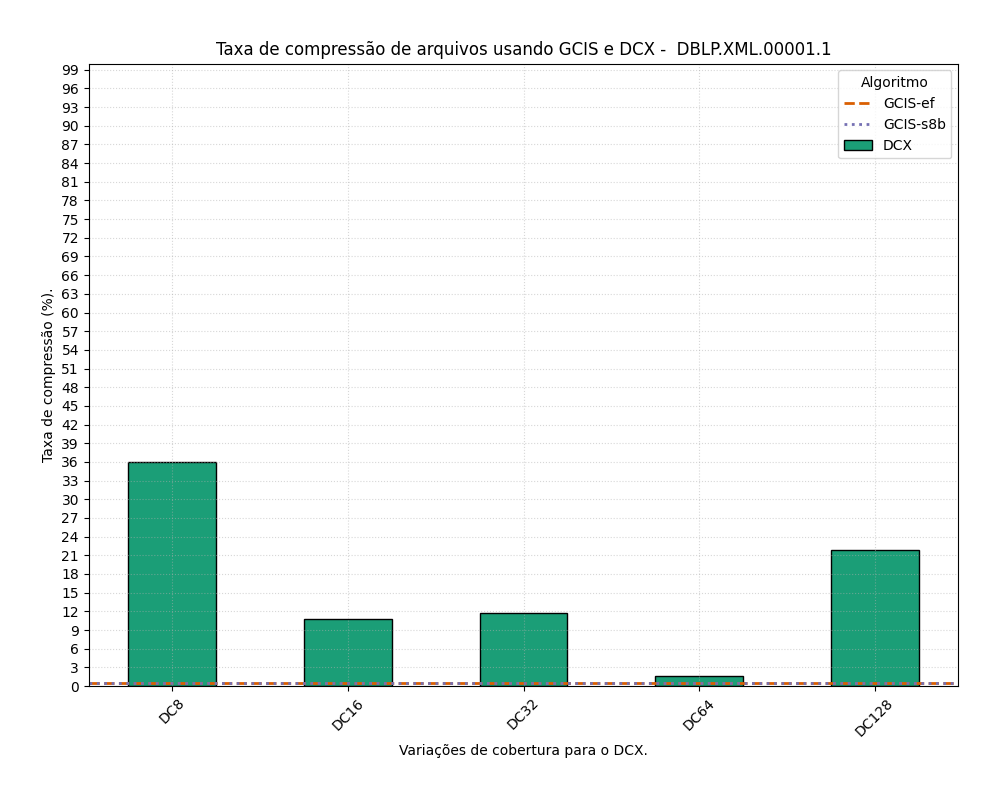 Taxa de compressão de arquivos usando GCIS e DCX -  DBLP.XML.00001.1
99
96
93
90
87
84
81
78
75
72
69
66
63
60
57
54
51
48
45
42
39
36
33
30
27
24
21
18
15
12
9
6
3
0
Taxa de compressão (%).
Algoritmo
GCIS-ef
GCIS-s8b
DCX
DC8
DC16
DC32
DC64
DC128
Variações de cobertura para o DCX.